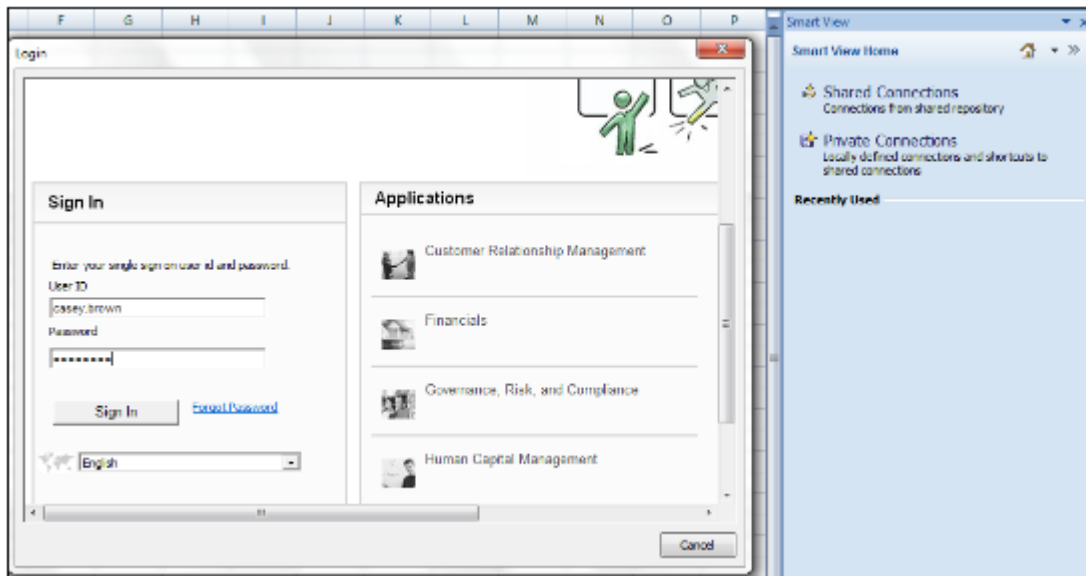 F G H I J K L M N O P
Smart View
Login
Smart View Home
Shared Connections
Connections from shared repository
Private Connections
Locally defined connections and shortcuts to
shared connections
Recently Used
Sign In
Enter your single sign on user id and password.
User ID
casey.brown
Password
Sign In
Forgot Password
English
Applications
Customer Relationship Management
Financials
Governance, Risk, and Compliance
Human Capital Management
Cancel